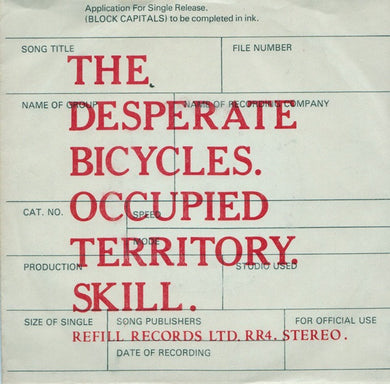 Application For Single Release.
(BLOCK CAPITALS) to be completed in ink.
SONG TITLE
FILE NUMBER
THE
NAME OF GROUP
NAME OF RECORDING COMPANY
DESPERATE
BICYCLES.
CAT. NO.
SPEED
OCCUPIED
MODE
TERRITORY.
PRODUCTION
STUDIO USED
SKILL.
SIZE OF SINGLE
SONG PUBLISHERS
FOR OFFICIAL USE
REFILL RECORDS LTD. RR4. STEREO.
DATE OF RECORDING